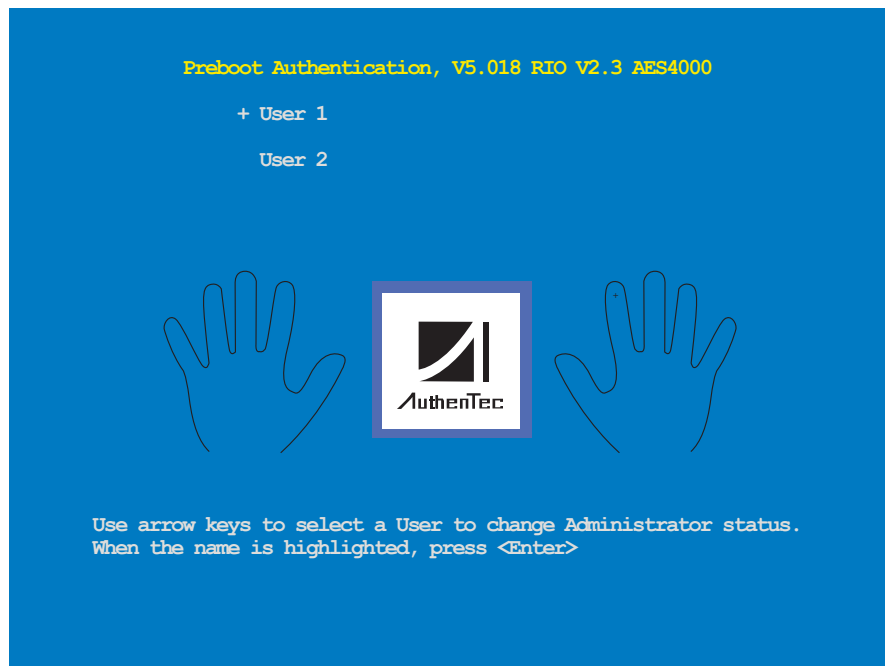 Preboot Authentication, V5.018 RIO V2.3 AES4000
+ User 1
User 2
AuthenTec
Use arrow keys to select a User to change Administrator status.
When the name is highlighted, press <Enter>